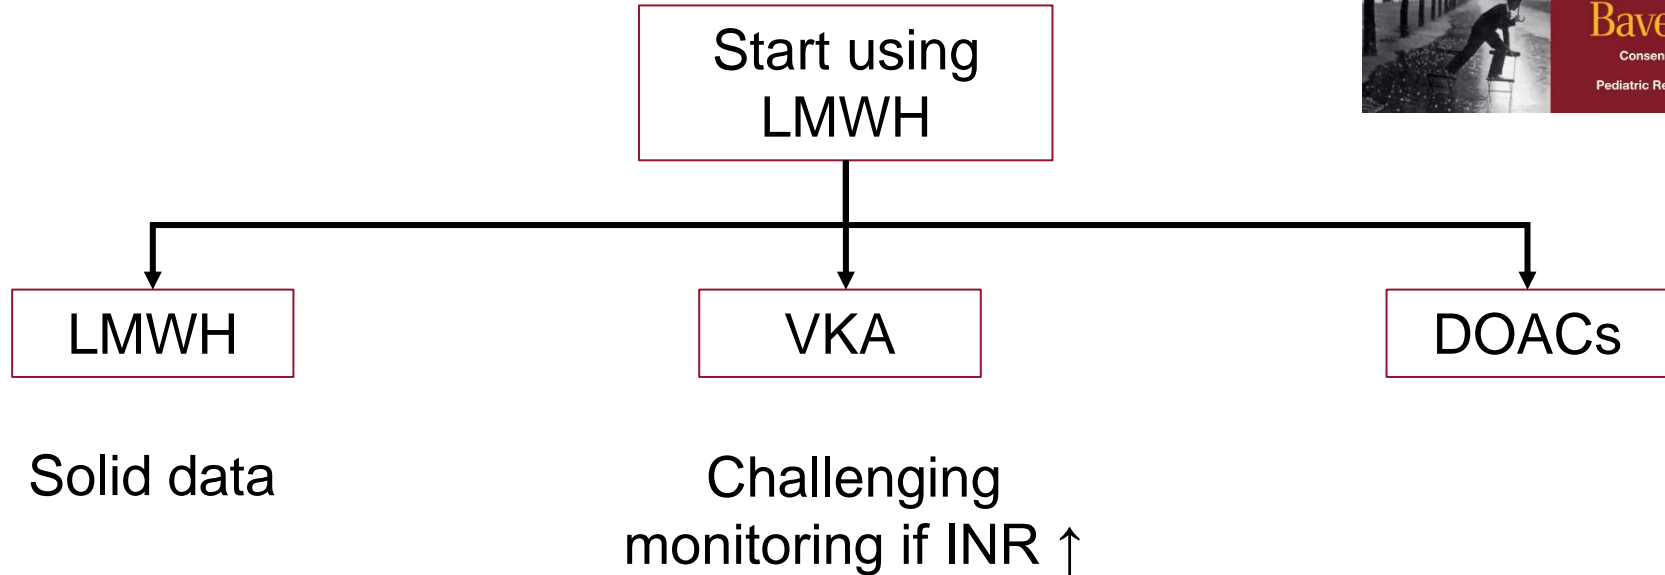 Start using
LMWH
LMWH
VKA
DOACs
Solid data
Challenging
monitoring if INR ↑